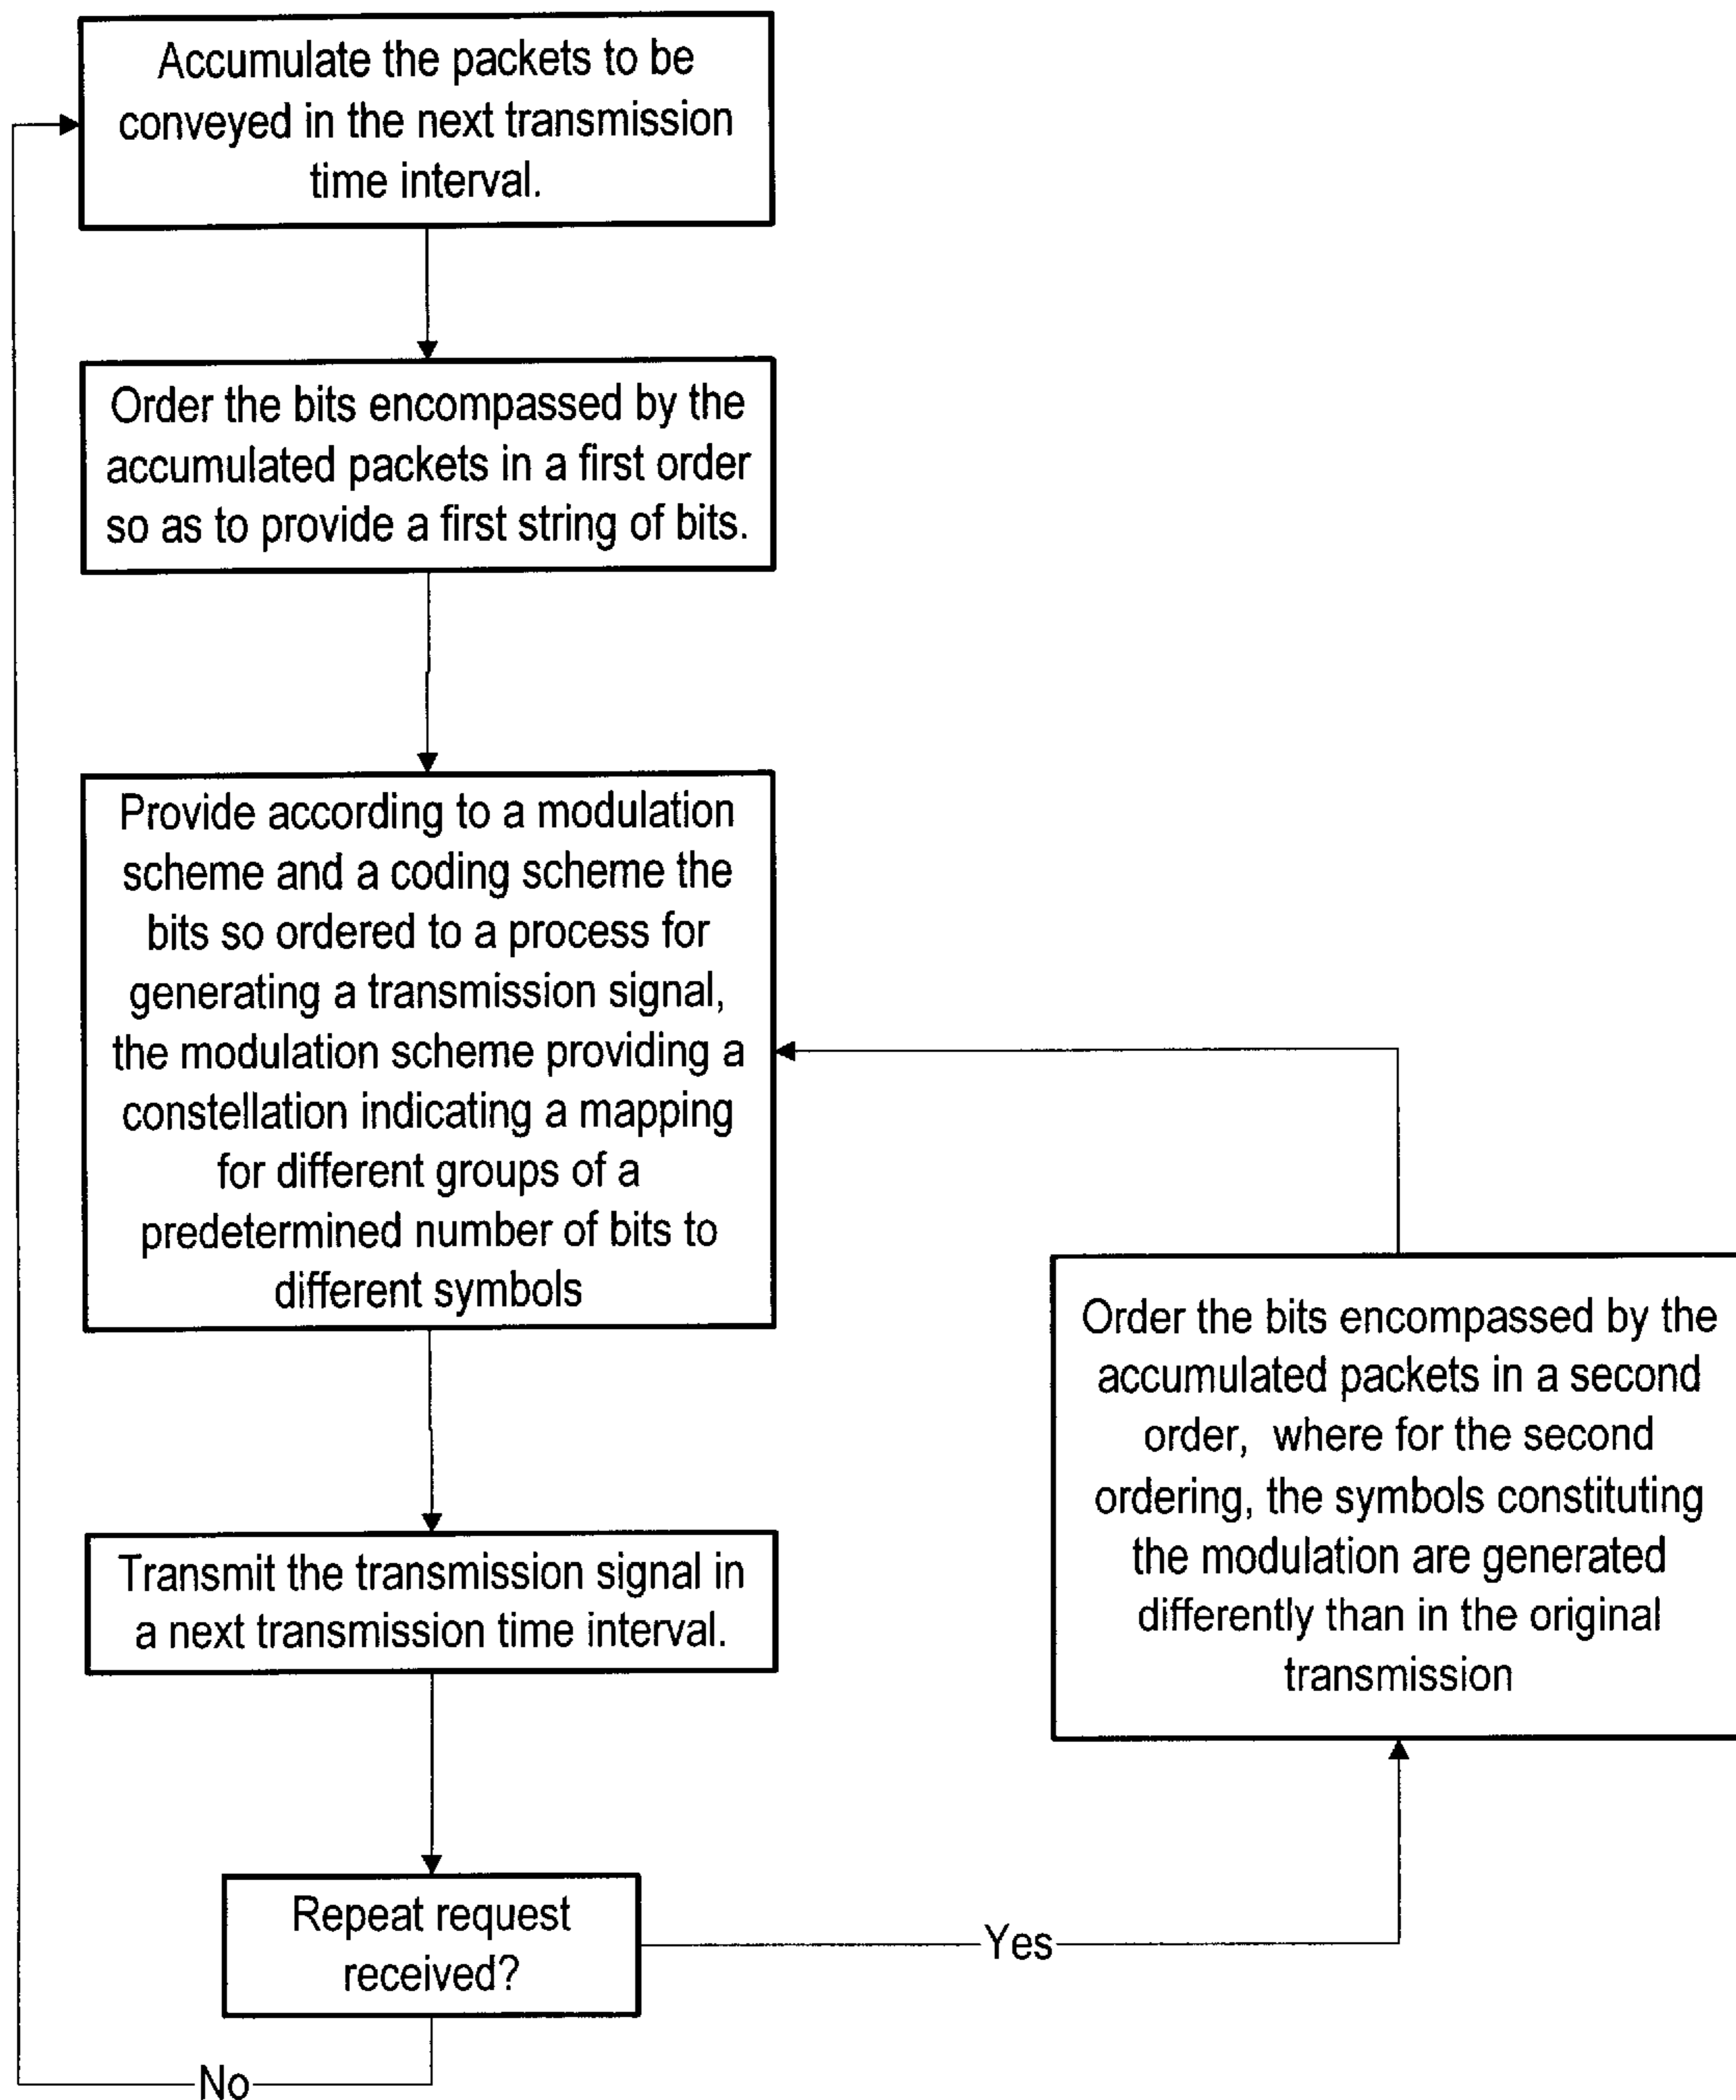 Accumulate the packets to be
conveyed in the next transmission
time interval.
Order the bits encompassed by the
accumulated packets in a first order
so as to provide a first string of bits.
Provide according to a modulation
scheme and a coding scheme the
bits so ordered to a process for
generating a transmission signal,
the modulation scheme providing a
constellation indicating a mapping
for different groups of a
predetermined number of bits to
different symbols
Order the bits encompassed by the
accumulated packets in a second
order, where for the second
ordering, the symbols constituting
the modulation are generated
differently than in the original
transmission
Transmit the transmission signal in
a next transmission time interval.
Repeat request
received?
Yes
No